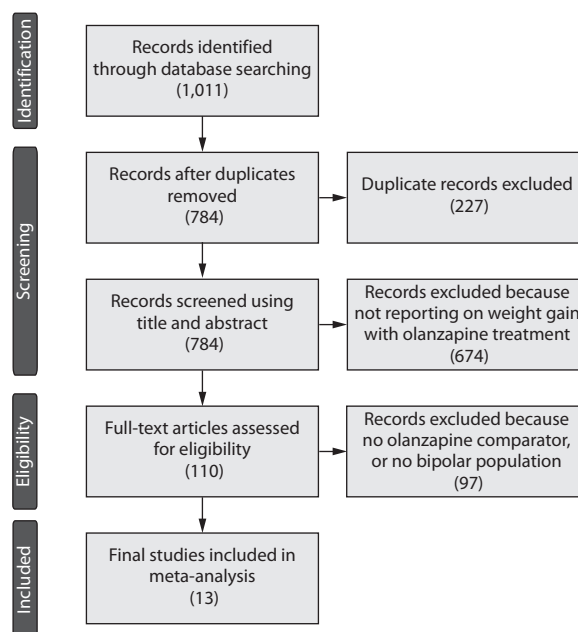 Identification
Records identified
through database searching
(1,011)
Screening
Records after duplicates
removed
(784)
Duplicate records excluded
(227)
Records screened using
title and abstract
(784)
Records excluded because
not reporting on weight gain
with olanzapine treatment
(674)
Eligibility
Full-text articles assessed
for eligibility
(110)
Records excluded because
no olanzapine comparator,
or no bipolar population
(97)
Included
Final studies included in
meta-analysis
(13)